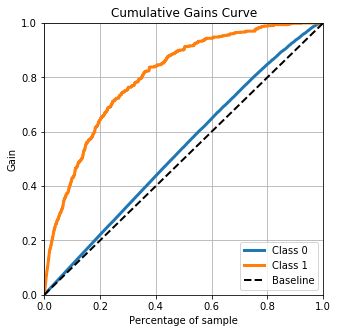 Cumulative Gains Curve
1.0
0.8
0.6
0.4
0.2
0.0
Gain
0.0 0.2 0.4 0.6 0.8 1.0
Percentage of sample
Class 0
Class 1
Baseline